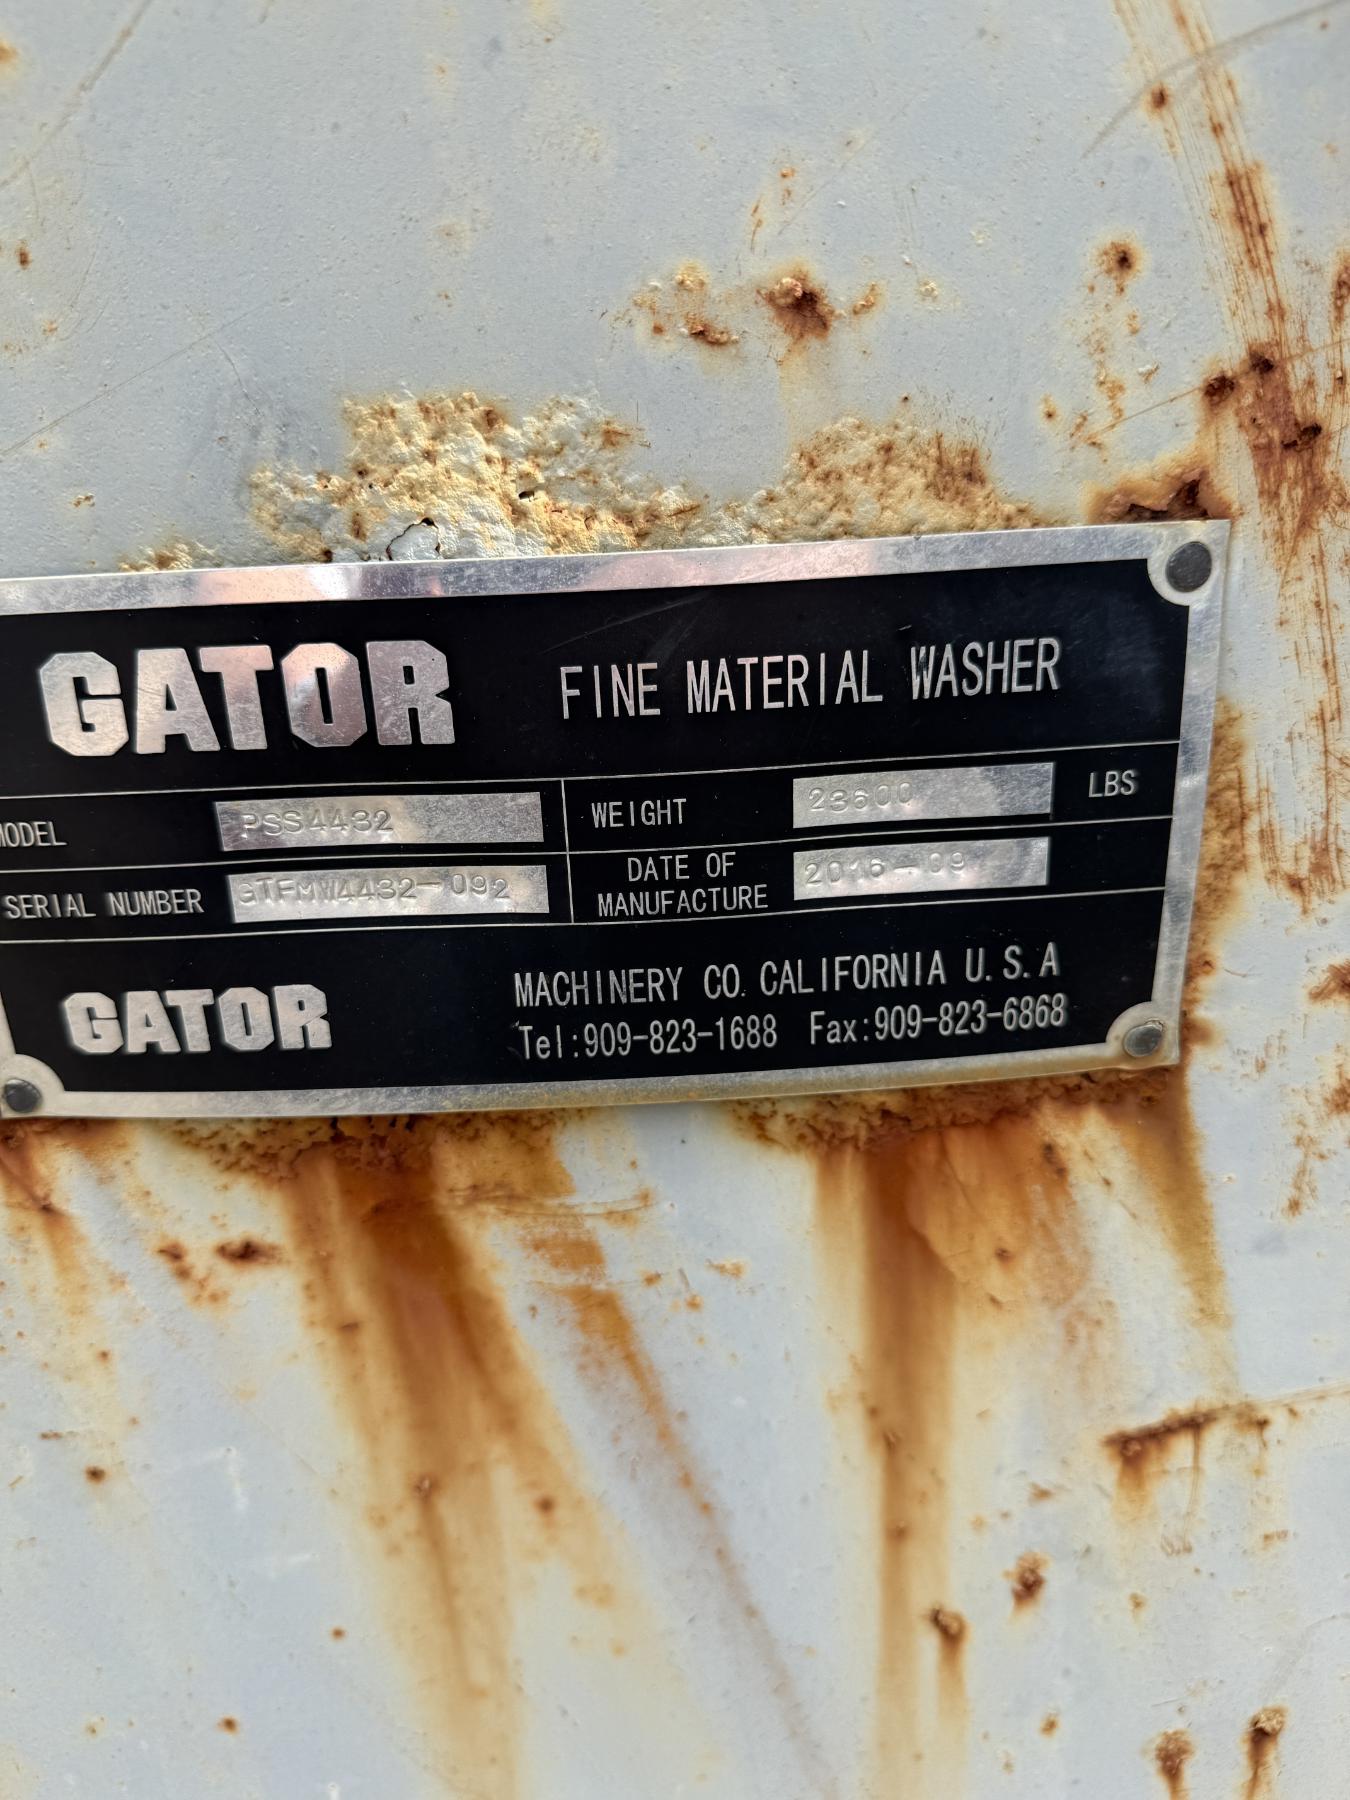 GATOR FINE MATERIAL WASHER
MODEL PSS4432 WEIGHT 23600 LBS
SERIAL NUMBER GTFMW4432-092 DATE OF MANUFACTURE 2016-09
GATOR MACHINERY CO. CALIFORNIA U.S.A
Tel:909-823-1688 Fax:909-823-6868